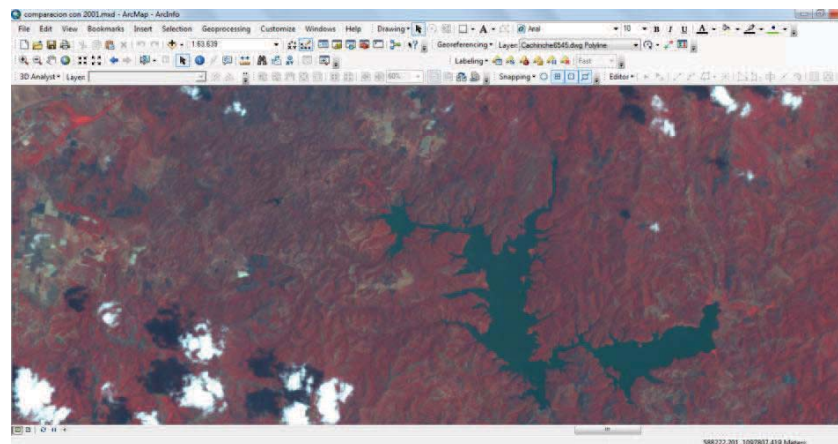 comparecion con 2001.mxd - ArcMap - ArcInfo
File Edit View Bookmarks Insert Selection Geoprocessing Customize Windows Help Drawing A Arial 10 B I U A
1:63.639 Georeferencing Layer: Cachinche6545.dwg Polyline
Labeling Fast
3D Analyst Layer: 60% Snapping Editor
588222,201 1097807,419 Meters